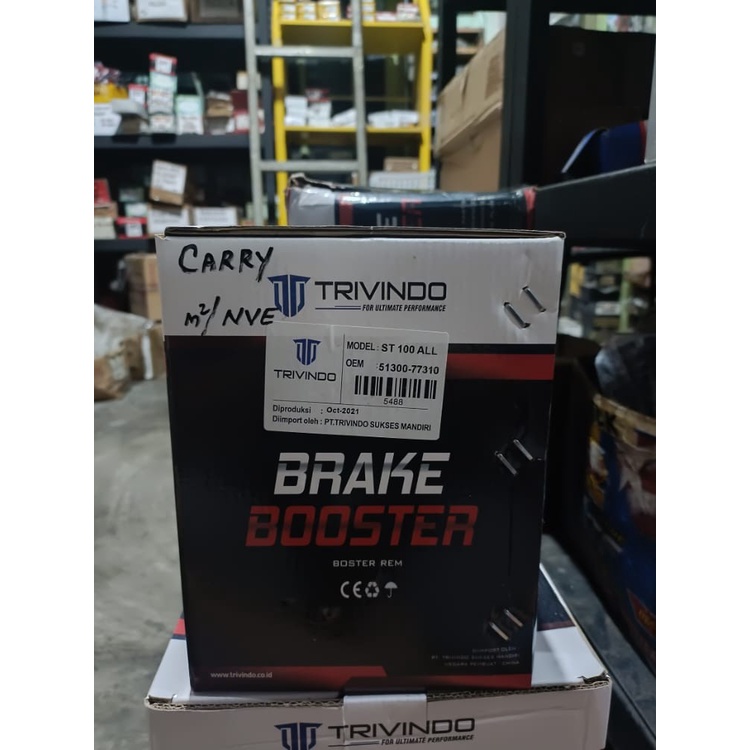 CARRY
m²/ NVE
TRIVINDO
FOR ULTIMATE PERFORMANCE
TRIVINDO
MODEL : ST 100 ALL
OEM : 51300-77310
5488
Diproduksi : Oct-2021
Diimport oleh : PT.TRIVINDO SUKSES MANDIRI
BRAKE
BOOSTER
BOSTER REM
CE
www.trivindo.co.id
TRIVINDO
FOR ULTIMATE PERFORMANCE